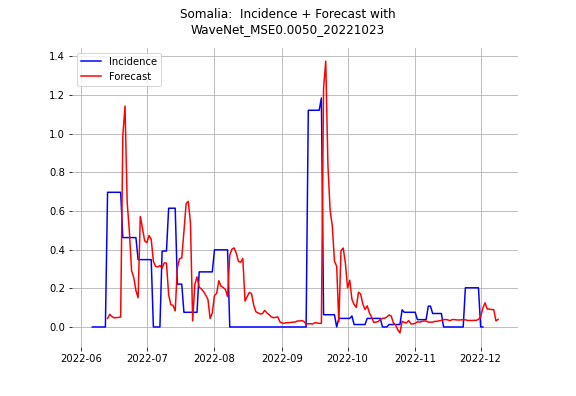 Somalia:  Incidence + Forecast with
WaveNet_MSE0.0050_20221023
Incidence
Forecast
1.4
1.2
1.0
0.8
0.6
0.4
0.2
0.0
2022-06 2022-07 2022-08 2022-09 2022-10 2022-11 2022-12